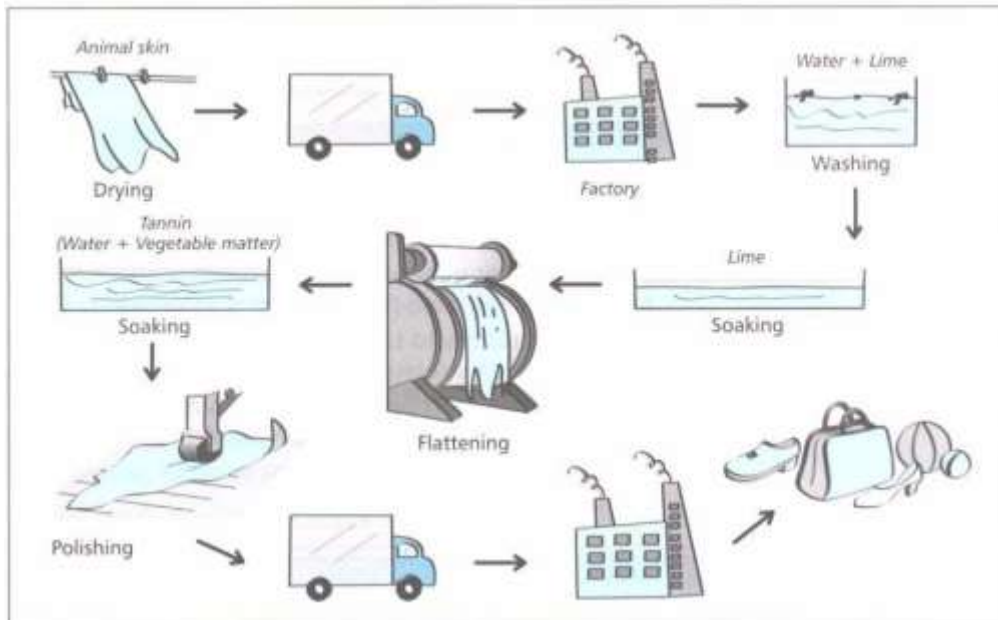 Animal skin
Drying
Factory
Water + Lime
Washing
Lime
Soaking
Flattening
Tannin
(Water + Vegetable matter)
Soaking
Polishing